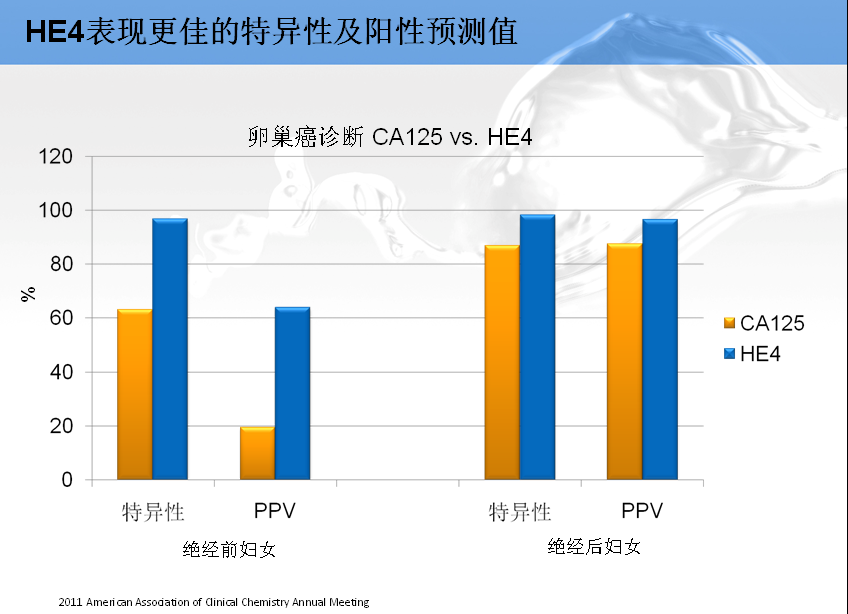 HE4表现更佳的特异性及阳性预测值
卵巢癌诊断 CA125 vs. HE4
120
100
80
60
40
20
0
%
CA125
HE4
特异性
PPV
特异性
PPV
绝经前妇女
绝经后妇女
2011 American Association of Clinical Chemistry Annual Meeting